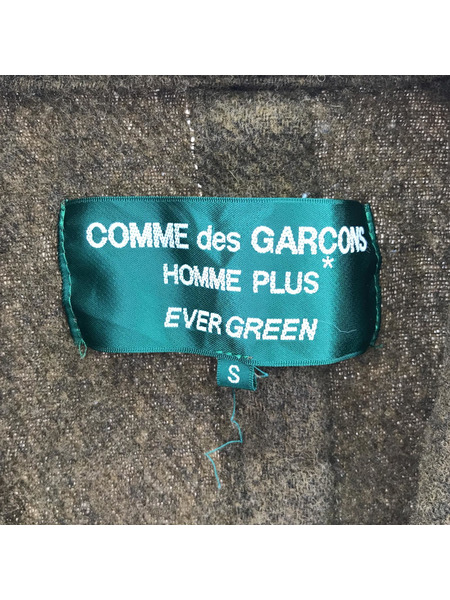 COMME des GARCONS
HOMME PLUS*
EVER GREEN
S